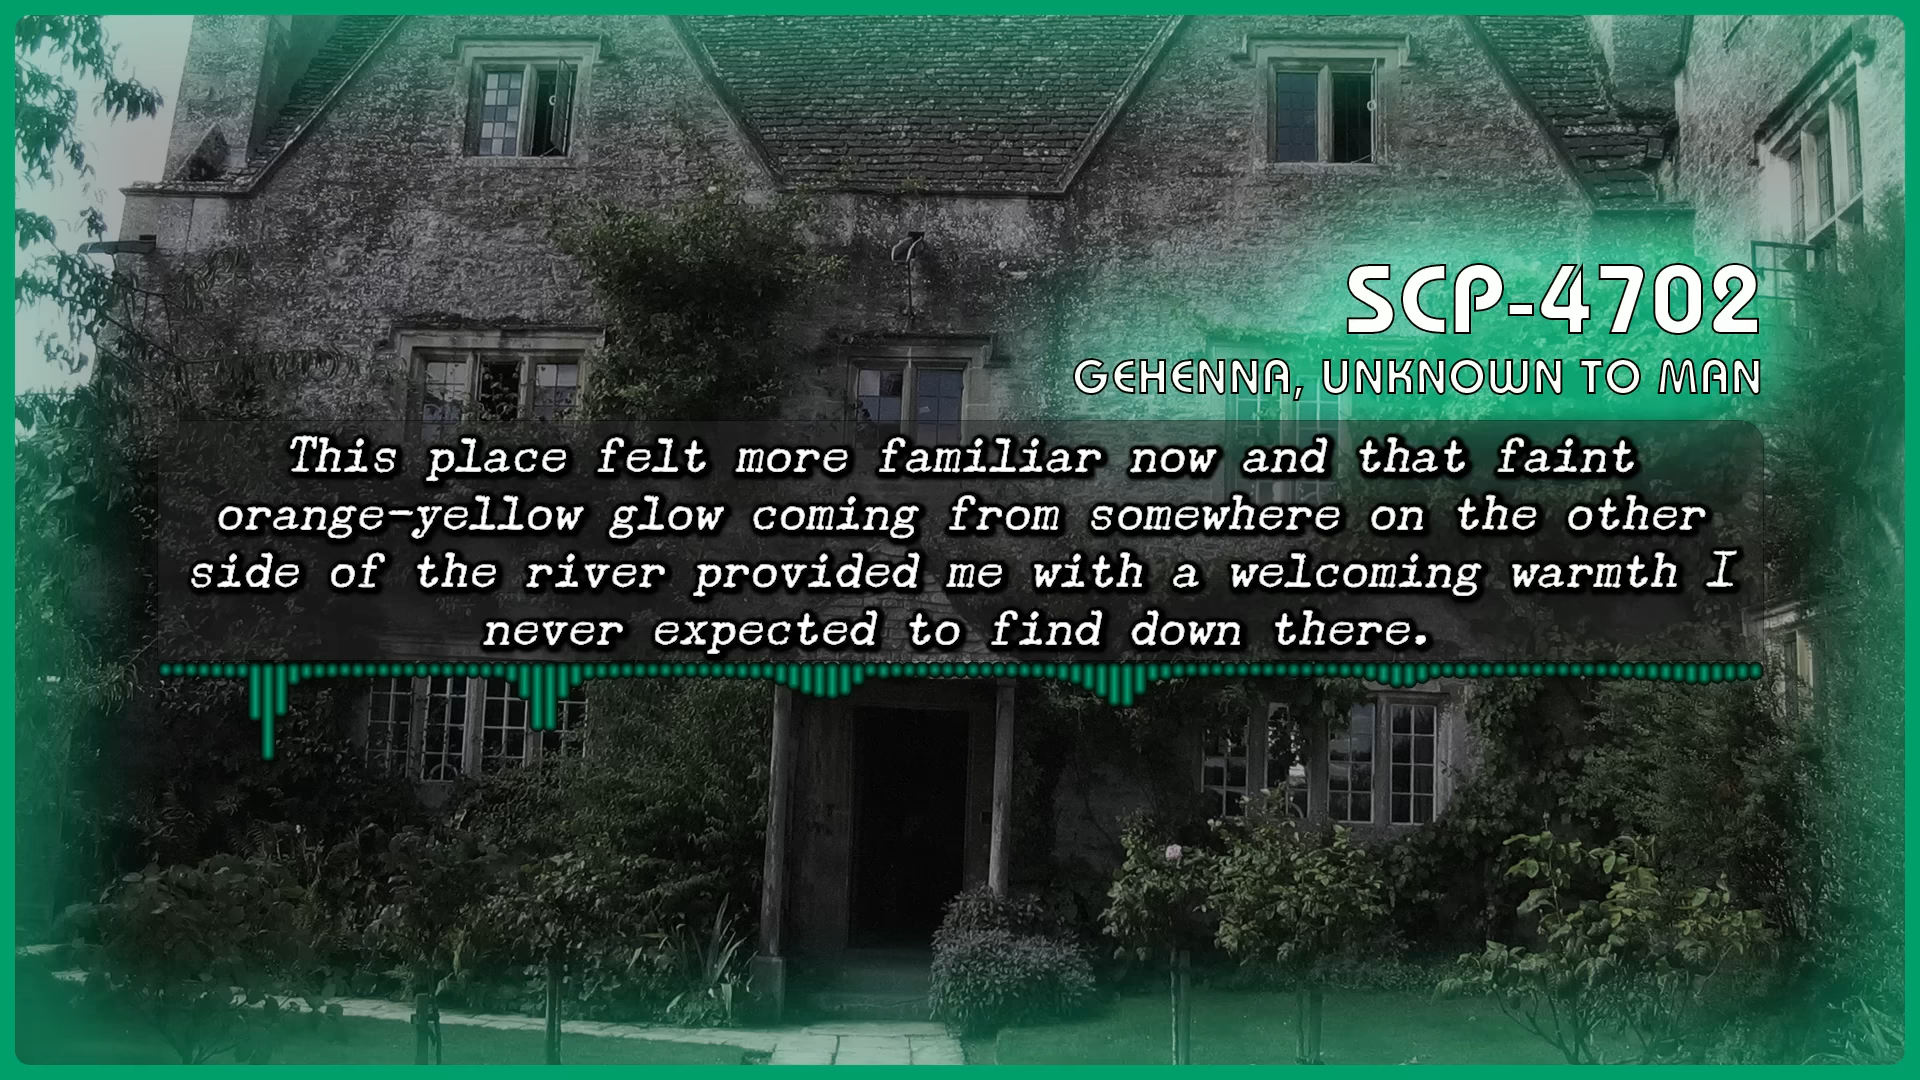 SCP-4702
GEHENNA, UNKNOWN TO MAN
This place felt more familiar now and that faint
orange-yellow glow coming from somewhere on the other
side of the river provided me with a welcoming warmth I
never expected to find down there.